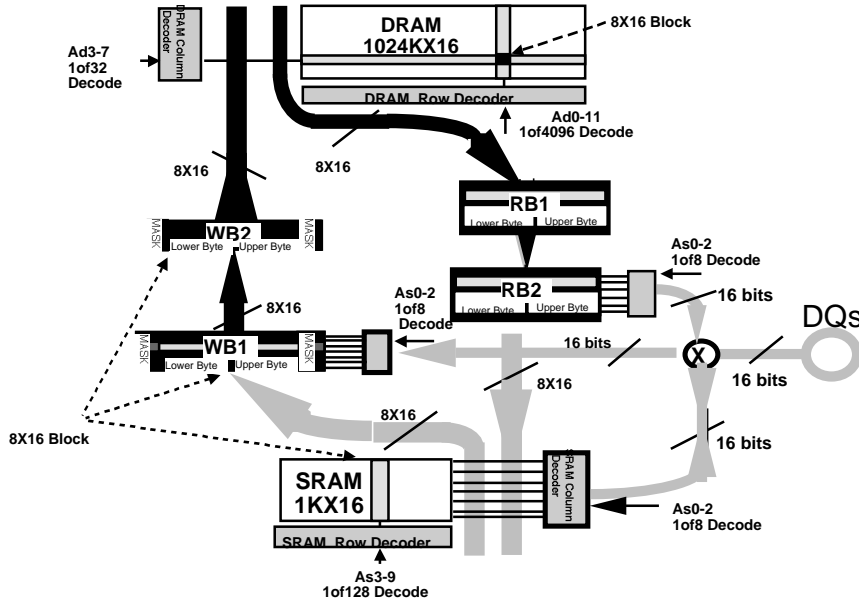 DRAM Column
Decoder
DRAM
1024KX16
8X16 Block
Ad3-7
1of32
Decode
DRAM Row Decoder
Ad0-11
1of4096 Decode
8X16
8X16
RB1
Lower Byte Upper Byte
MASK
WB2
MASK
Lower Byte Upper Byte
As0-2
1of8 Decode
RB2
Lower Byte Upper Byte
16 bits
As0-2
1of8
Decode
8X16
DQs
MASK
WB1
MASK
Lower Byte Upper Byte
16 bits
X
16 bits
8X16
8X16
8X16 Block
16 bits
SRAM
1KX16
SRAM Column
Decoder
As0-2
1of8 Decode
SRAM Row Decoder
As3-9
1of128 Decode